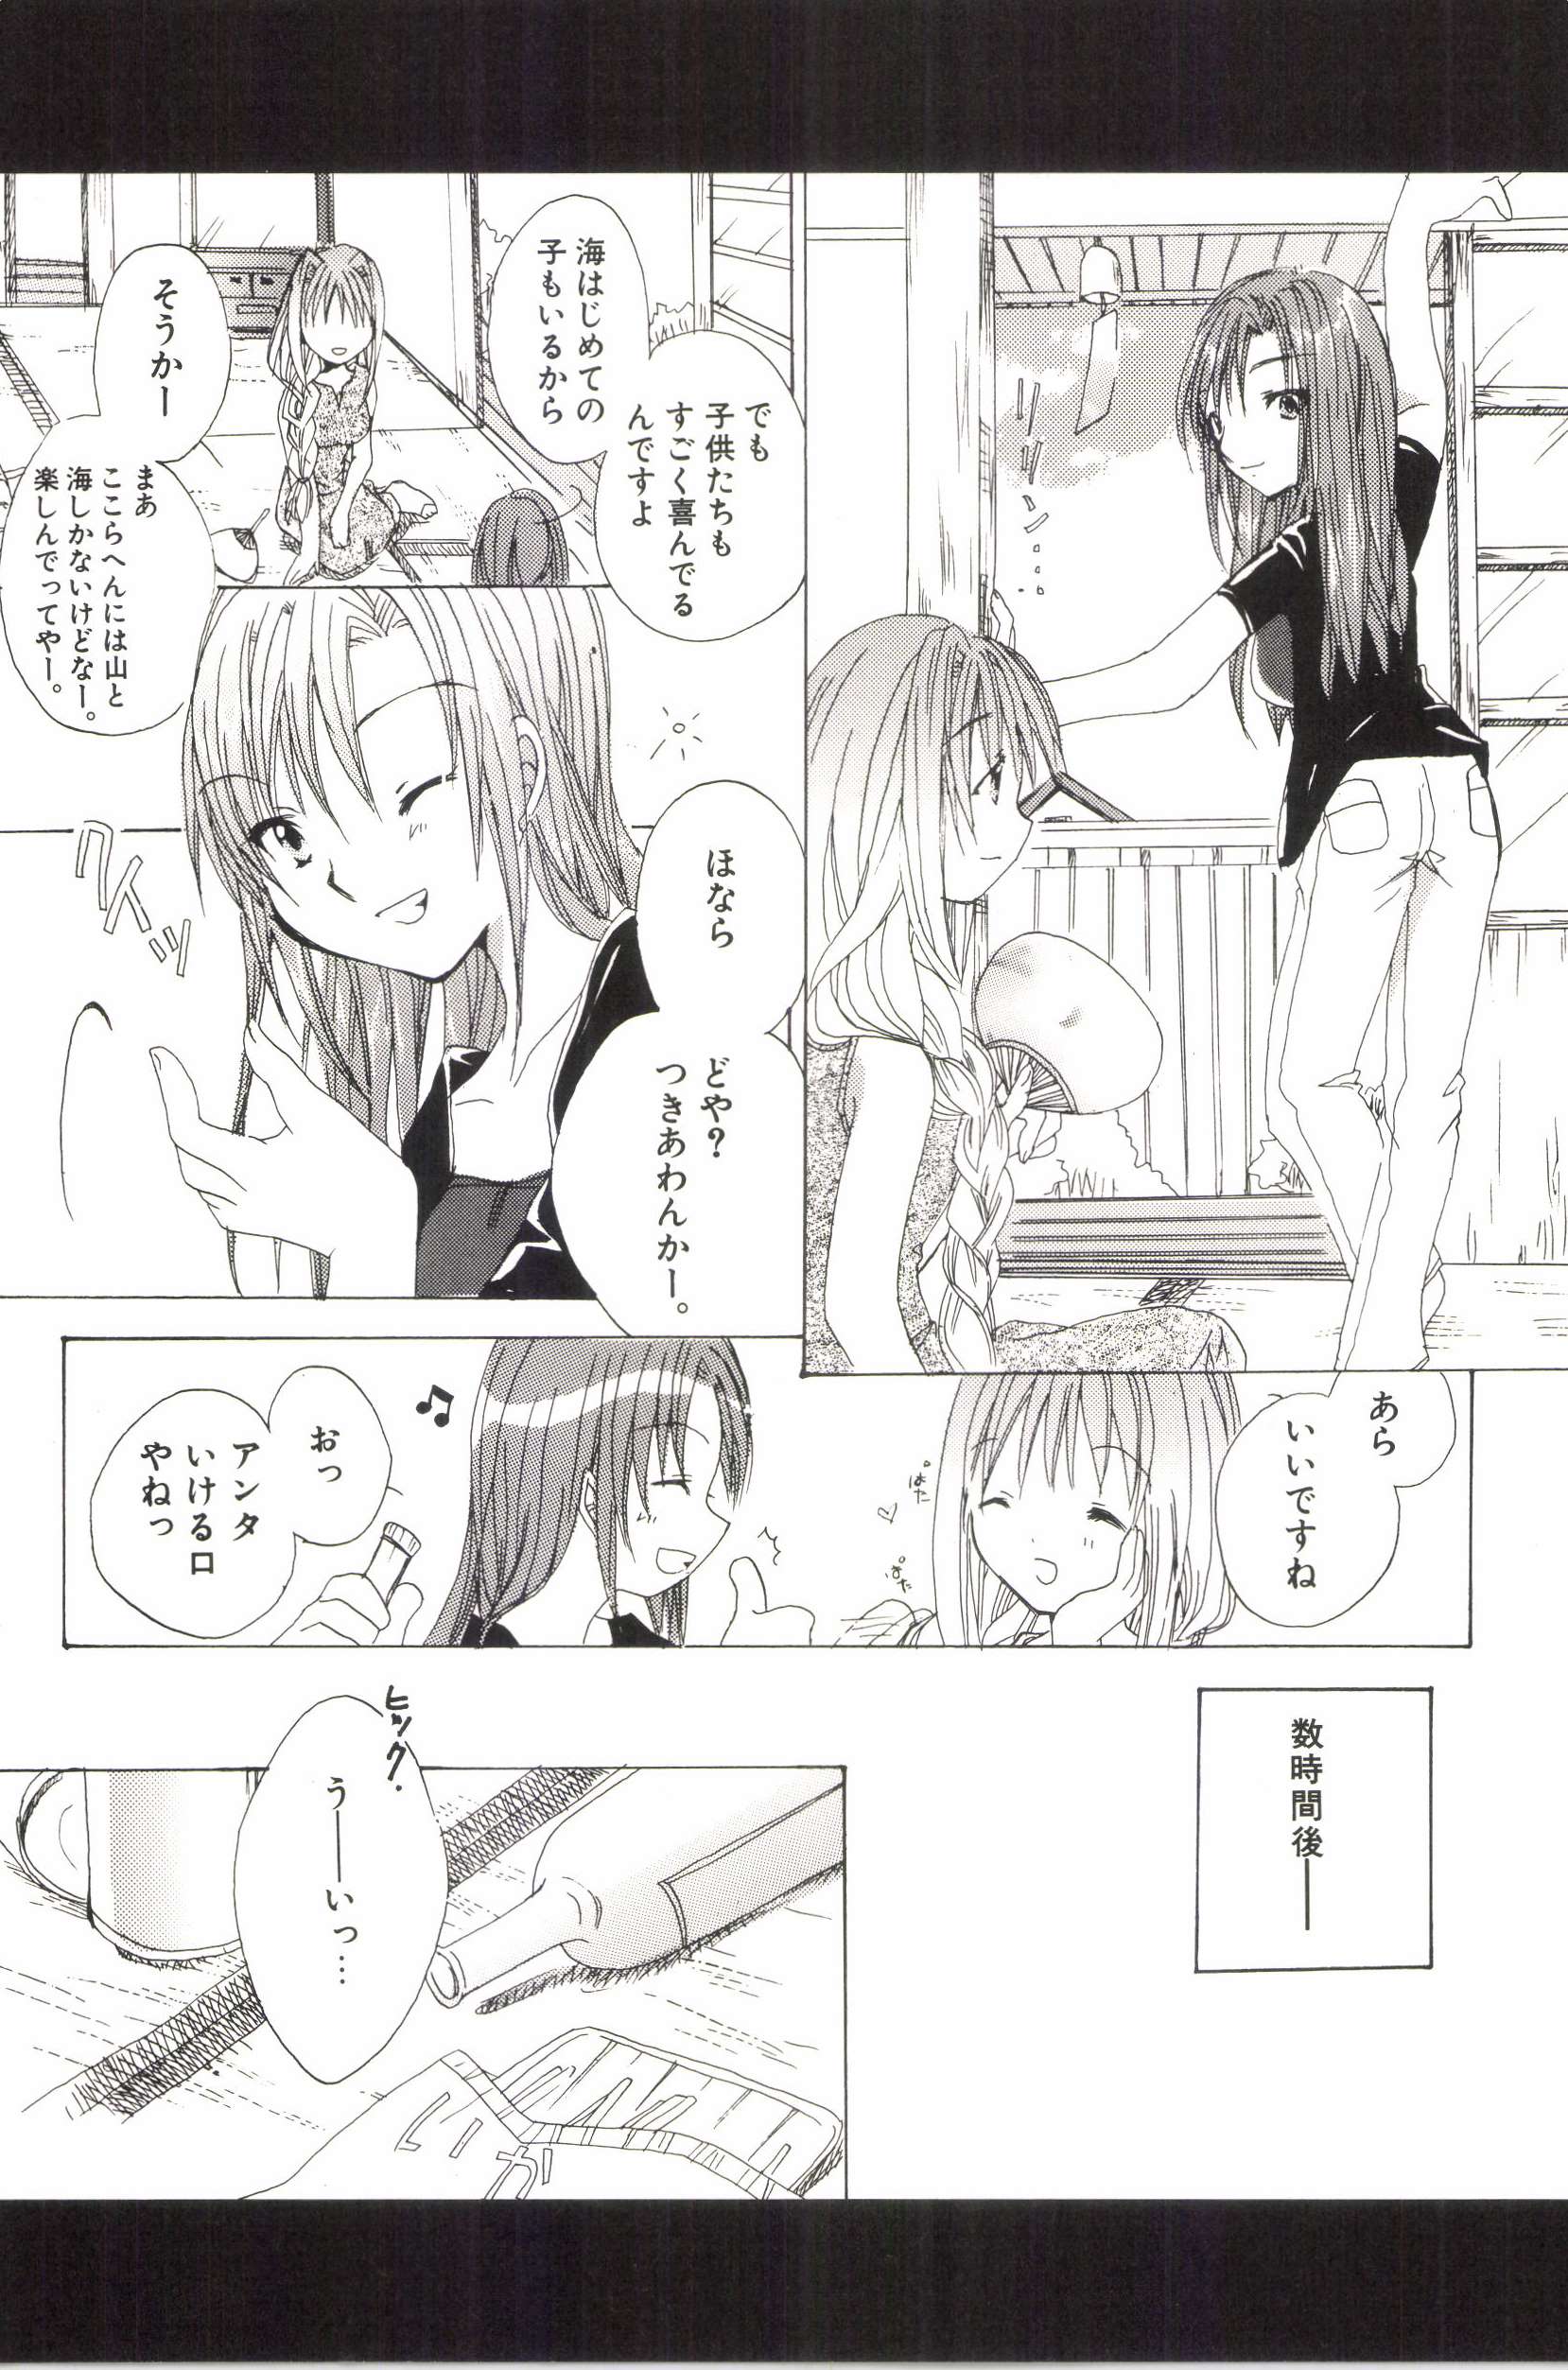 リリリン…
でも
子供たちも
すごく喜んでる
んですよ
海はじめての
子もいるから
そうかー
まあ
ここらへんには山と
海しかないけどなー。
楽しんでってやー。
ほなら
どや?
つきあわんかー。
クイッ
あら
いいですね
ぱた
ぱた
おっ
アンタ
いける口
やねっ
数時間後――
ヒック.
うーーいっ…
いか